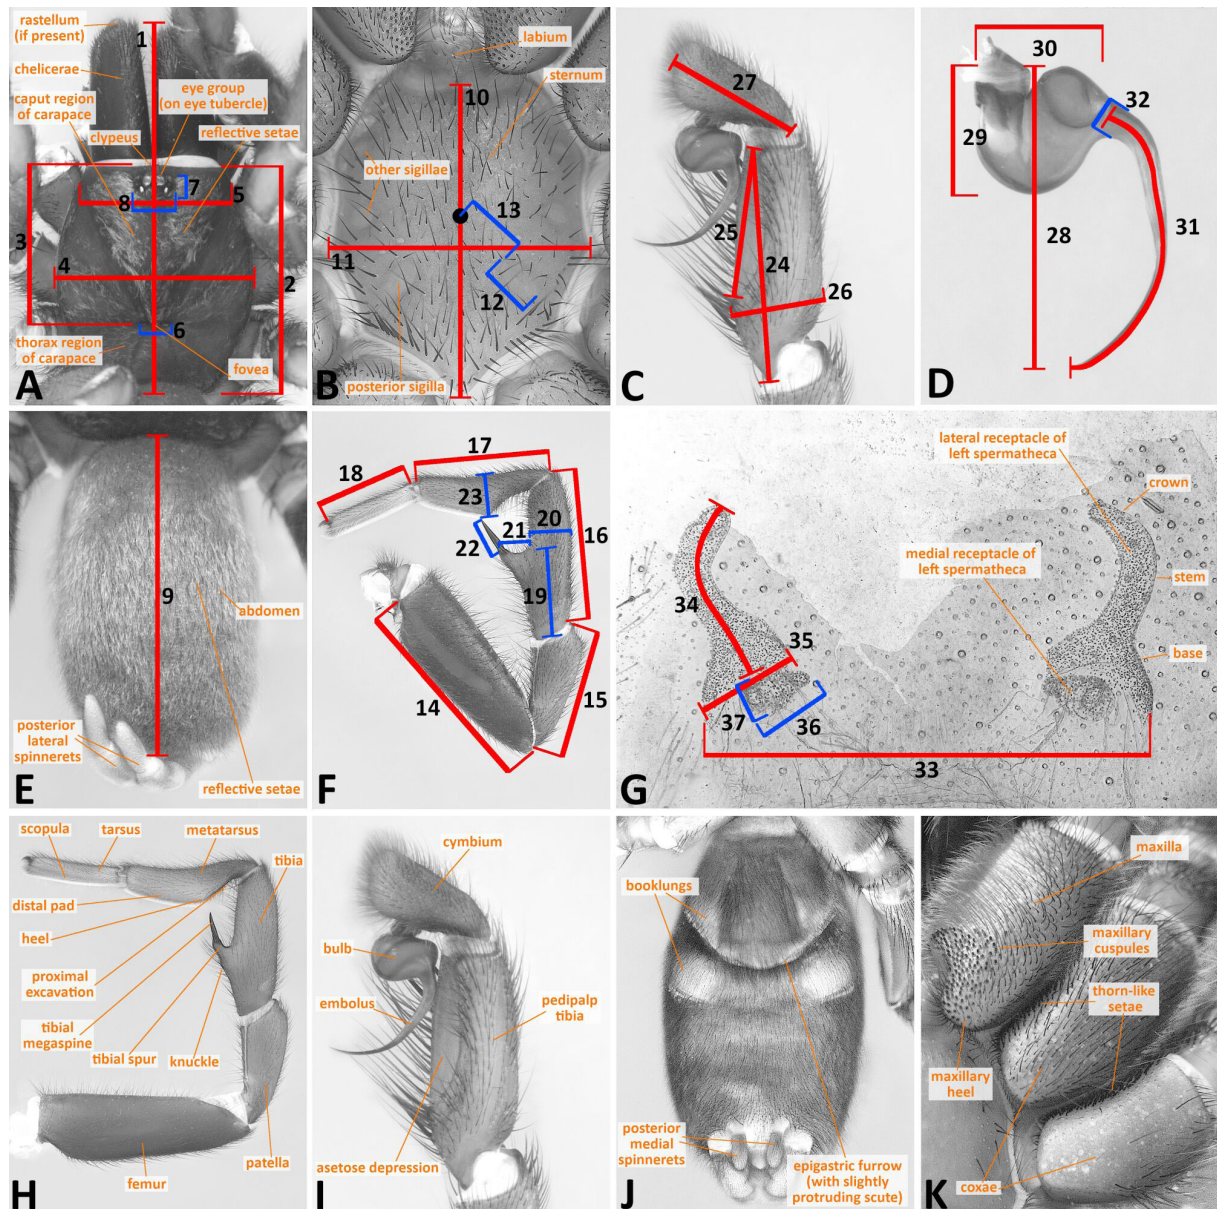 rastellum
(if present)
chelicerae
caput region
of carapace
clypeus
eye group
(on eye tubercle)
reflective setae
1
2
3
4
5
6
7
8
thorax region
of carapace
fovea
A
labium
sternum
10
other sigillae
13
11
12
posterior sigilla
B
27
25
24
26
C
30
32
29
28
31
D
9
abdomen
posterior
lateral
spinnerets
reflective setae
E
17
18
23
20
21
22
16
19
14
15
F
lateral receptacle of
left spermatheca
crown
medial receptacle of
left spermatheca
stem
34
35
base
37
36
33
G
scopula
tarsus
metatarsus
tibia
distal pad
heel
proximal
excavation
tibial
megaspine
tibial spur
knuckle
femur
patella
H
cymbium
bulb
embolus
pedipalp
tibia
asetose depression
I
booklungs
posterior
medial
spinnerets
epigastric furrow
(with slightly
protruding scute)
J
maxilla
maxillary
cuspules
thorn-like
setae
maxillary
heel
coxae
K